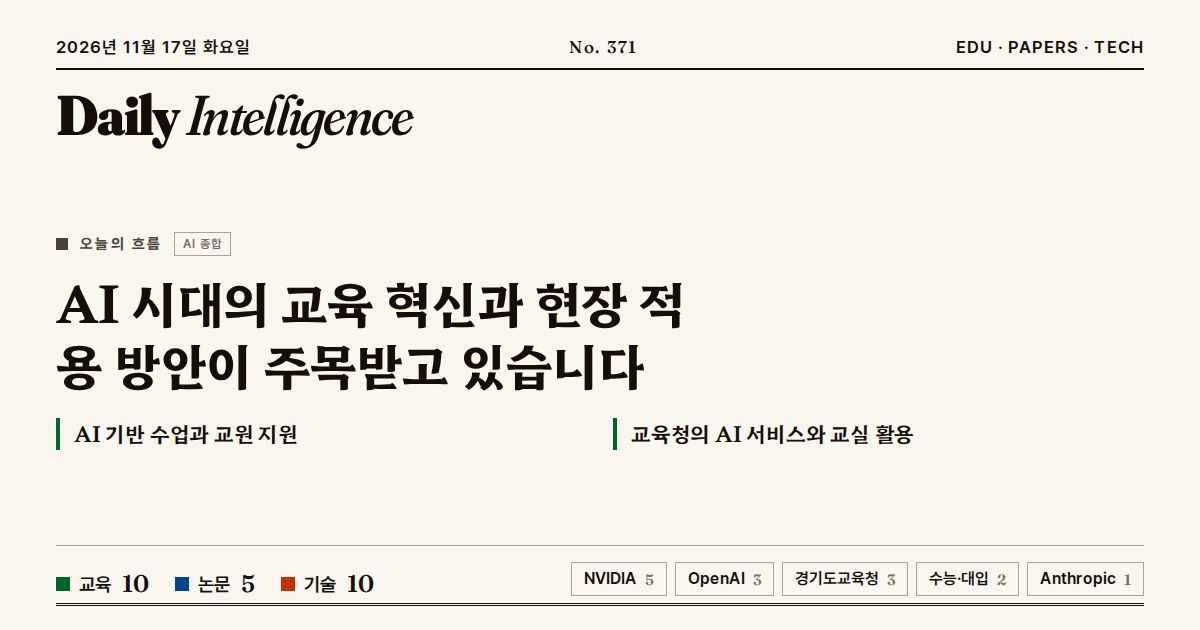 2026년 11월 17일 화요일
No. 371
EDU · PAPERS · TECH
Daily Intelligence
오늘의 흐름
AI 종합
AI 시대의 교육 혁신과 현장 적
용 방안이 주목받고 있습니다
AI 기반 수업과 교원 지원
교육청의 AI 서비스와 교실 활용
교육 10
논문 5
기술 10
NVIDIA 5
OpenAI 3
경기도교육청 3
수능·대입 2
Anthropic 1